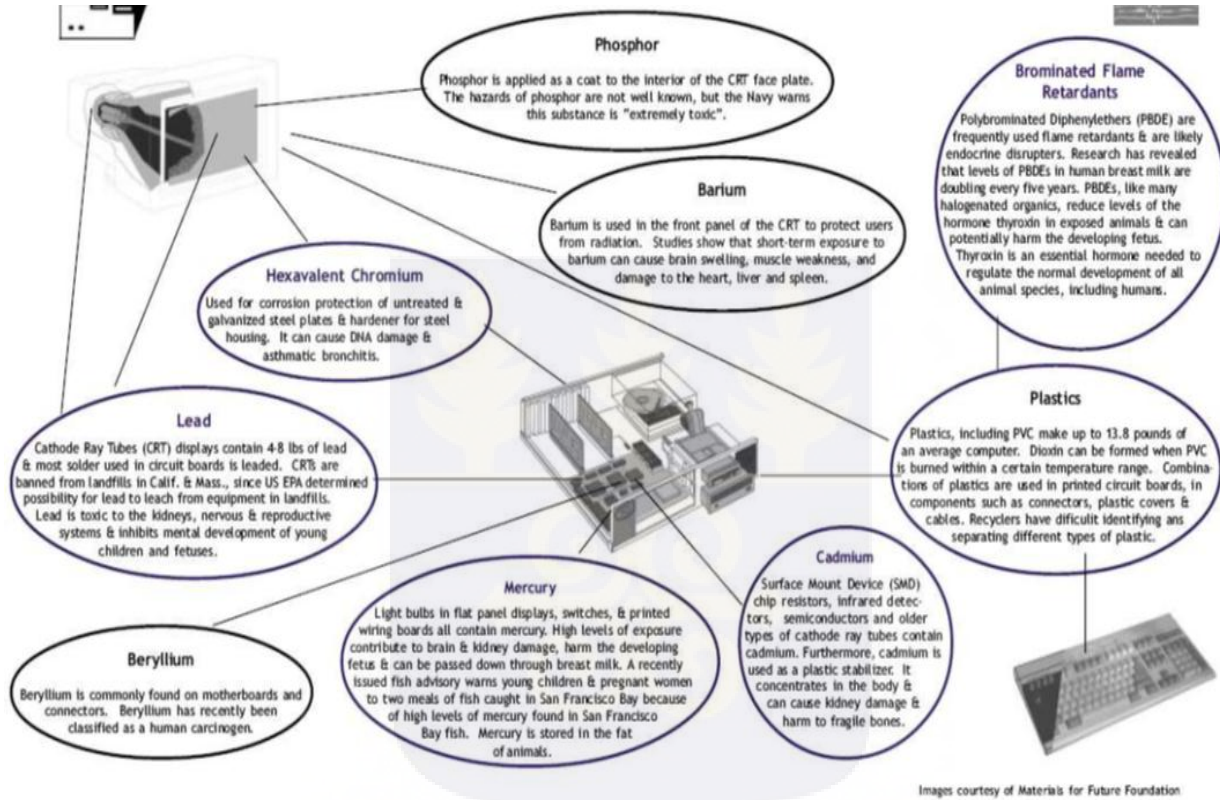 Phosphor
Phosphor is applied as a coat to the interior of the CRT face plate.
The hazards of phosphor are not well known, but the Navy warns
this substance is "extremely toxic".
Brominated Flame
Retardants
Polybrominated Diphenylethers (PBDE) are
frequently used flame retardants & are likely
endocrine disrupters. Research has revealed
that levels of PBDEs in human breast milk are
doubling every five years. PBDEs, like many
halogenated organics, reduce levels of the
hormone thyroxin in exposed animals & can
potentially harm the developing fetus.
Thyroxin is an essential hormone needed to
regulate the normal development of all
animal species, including humans.
Barium
Barium is used in the front panel of the CRT to protect users
from radiation. Studies show that short-term exposure to
barium can cause brain swelling, muscle weakness, and
damage to the heart, liver and spleen.
Hexavalent Chromium
Used for corrosion protection of untreated &
galvanized steel plates & hardener for steel
housing. It can cause DNA damage &
asthmatic bronchitis.
Lead
Cathode Ray Tubes (CRT) displays contain 4-8 lbs of lead
& most solder used in circuit boards is leaded. CRTs are
banned from landfills in Calif. & Mass., since US EPA determined
possibility for lead to leach from equipment in landfills.
Lead is toxic to the kidneys, nervous & reproductive
systems & inhibits mental development of young
children and fetuses.
Plastics
Plastics, including PVC make up to 13.8 pounds of
an average computer. Dioxin can be formed when PVC
is burned within a certain temperature range. Combina-
tions of plastics are used in printed circuit boards, in
components such as connectors, plastic covers &
cables. Recyclers have dificulit identifying ans
separating different types of plastic.
Beryllium
Beryllium is commonly found on motherboards and
connectors. Beryllium has recently been
classified as a human carcinogen.
Mercury
Light bulbs in flat panel displays, switches, & printed
wiring boards all contain mercury. High levels of exposure
contribute to brain & kidney damage, harm the developing
fetus & can be passed down through breast milk. A recently
issued fish advisory warns young children & pregnant women
to two meals of fish caught in San Francisco Bay because
of high levels of mercury found in San Francisco
Bay fish. Mercury is stored in the fat
of animals.
Cadmium
Surface Mount Device (SMD)
chip resistors, infrared detec-
tors, semiconductors and older
types of cathode ray tubes contain
cadmium. Furthermore, cadmium is
used as a plastic stabilizer. It
concentrates in the body &
can cause kidney damage &
harm to fragile bones.
Images courtesy of Materials for Future Foundation